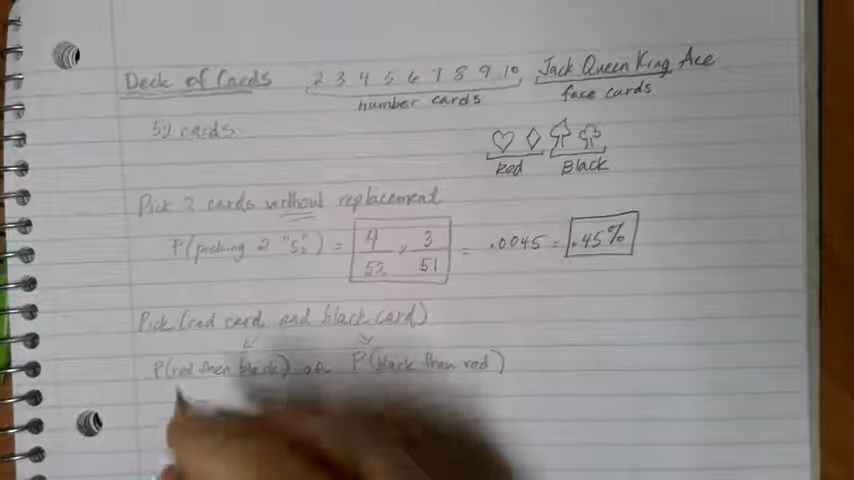 Deck of Cards 2 3 4 5 6 7 8 9 10 Jack Queen King Ace
number cards face cards
52 cards
Red Black
Pick 2 cards without replacement
P(picking 2 "5s") = 4/52 × 3/51 = .0045 = .45%
Pick (red card and black card)
P(red then black) or P(black then red)